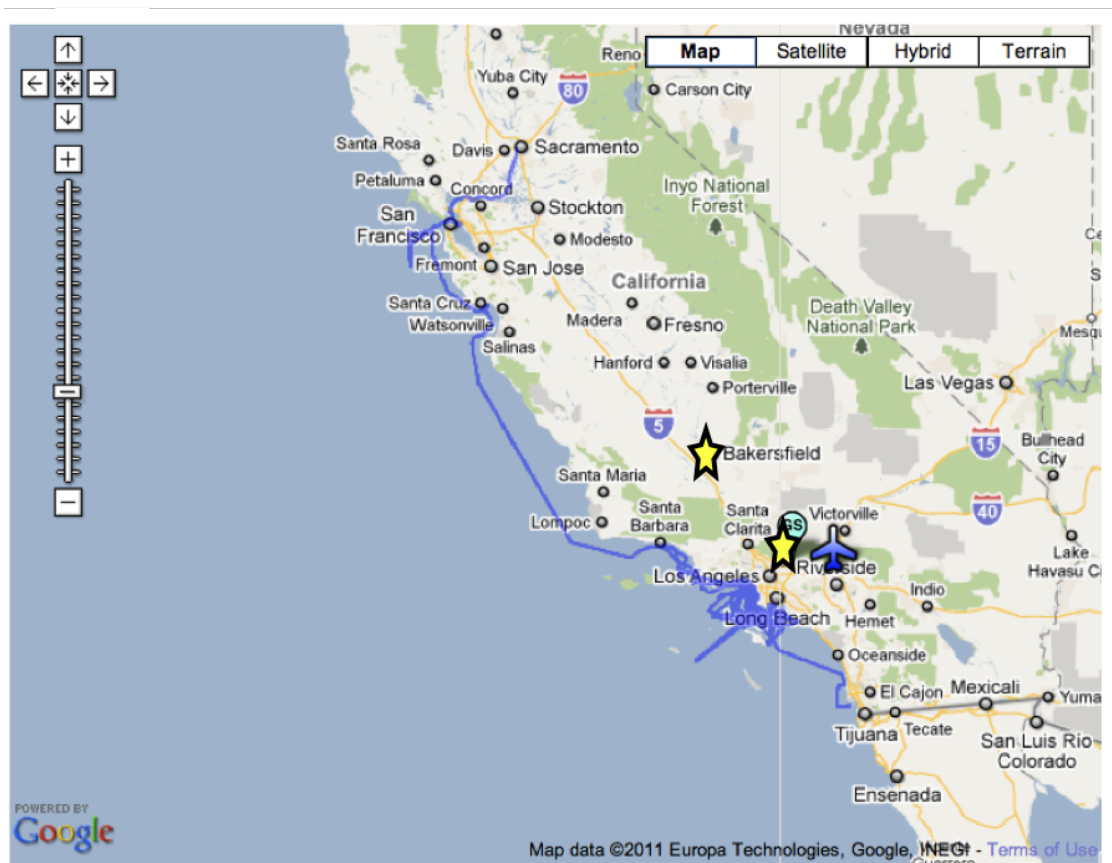 Nevada
Map
Satellite
Hybrid
Terrain
Reno
Yuba City
80
Carson City
Santa Rosa
Davis
Sacramento
Petaluma
Concord
Inyo National
Forest
San
Francisco
Stockton
Modesto
Fremont
San Jose
California
Santa Cruz
Watsonville
Salinas
Madera
Fresno
Death Valley
National Park
Hanford
Visalia
Porterville
Las Vegas
5
15
Bakersfield
Bullhead
City
Santa Maria
40
Lompoc
Santa
Barbara
Santa
Clarita
GS
Victorville
Lake
Havasu
Los Angeles
Riverside
Indio
Long Beach
Hemet
Oceanside
El Cajon
Mexicali
Yuma
Tijuana
Tecate
San Luis Rio
Colorado
Ensenada
POWERED BY
Google
Map data ©2011 Europa Technologies, Google, INEGI - Terms of Use